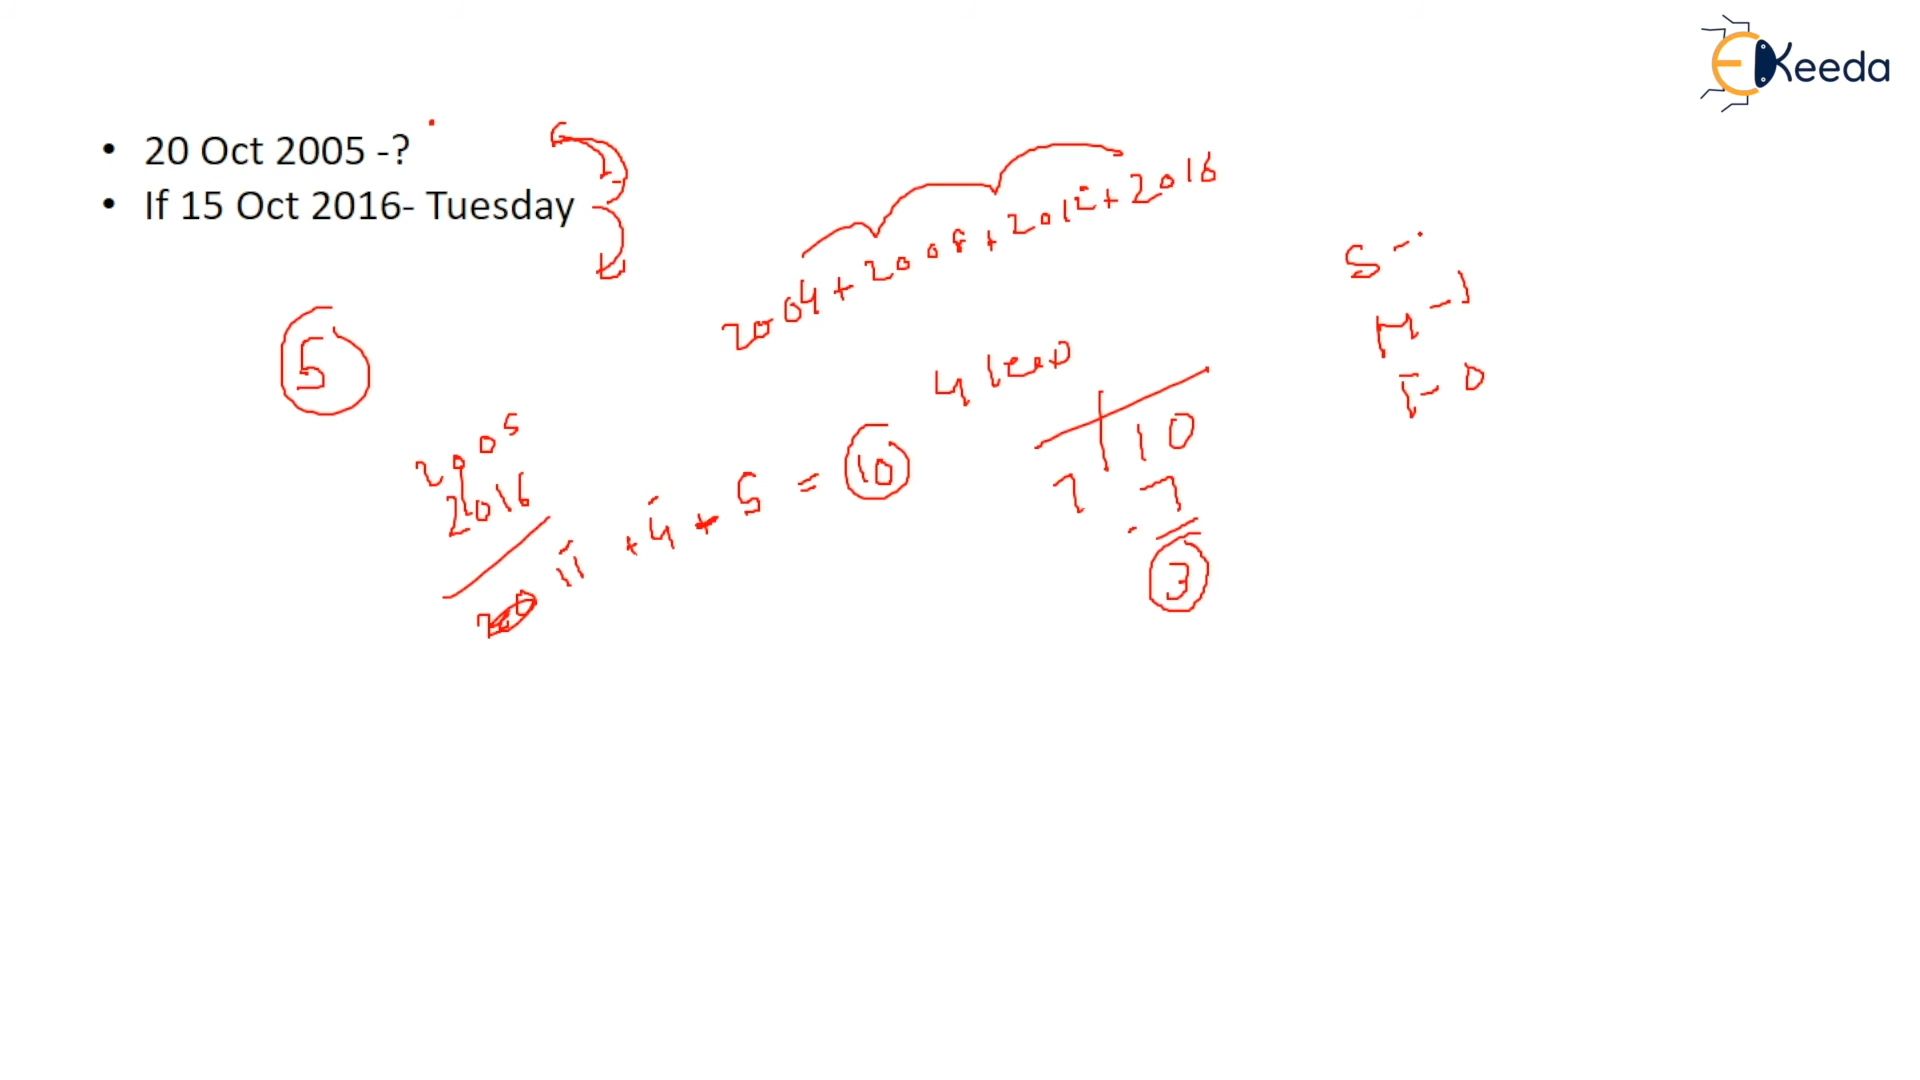 EKeeda
• 20 Oct 2005 -?
• If 15 Oct 2016- Tuesday
2004 + 2008 + 2012 + 2016
4 leap
5
2005
2016
11 + 4 + 5 = 10
7 | 10
7
3
S -
M - 1
T - 0